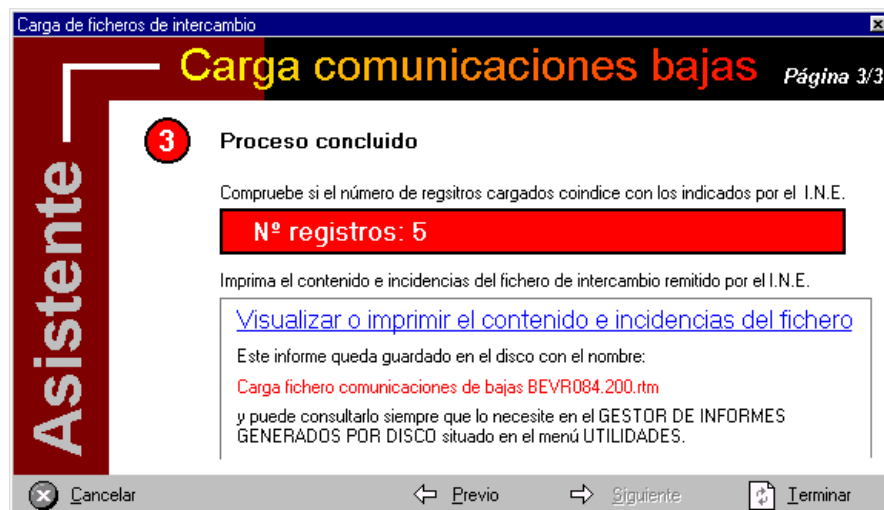 Carga de ficheros de intercambio
Carga comunicaciones bajas
Página 3/3
Asistente
3
Proceso concluido
Compruebe si el número de regsitros cargados coindice con los indicados por el I.N.E.
Nº registros: 5
Imprima el contenido e incidencias del fichero de intercambio remitido por el I.N.E.
Visualizar o imprimir el contenido e incidencias del fichero
Este informe queda guardado en el disco con el nombre:
Carga fichero comunicaciones de bajas BEVR084.200.rtm
y puede consultarlo siempre que lo necesite en el GESTOR DE INFORMES
GENERADOS POR DISCO situado en el menú UTILIDADES.
Cancelar
Previo
Siguiente
Terminar